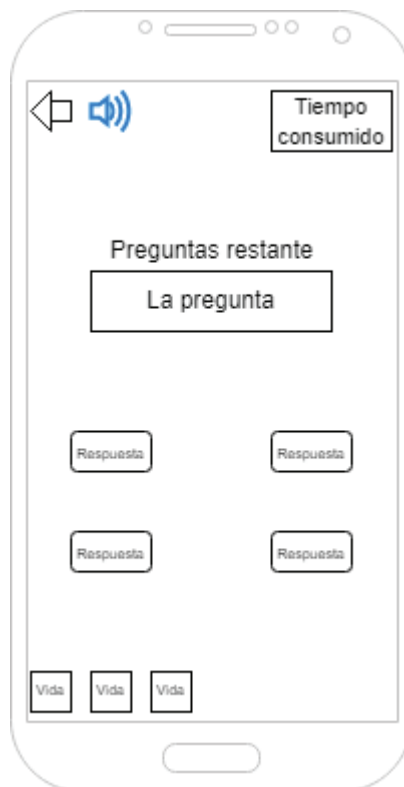 Tiempo
consumido
Preguntas restante
La pregunta
Respuesta
Respuesta
Respuesta
Respuesta
Vida
Vida
Vida